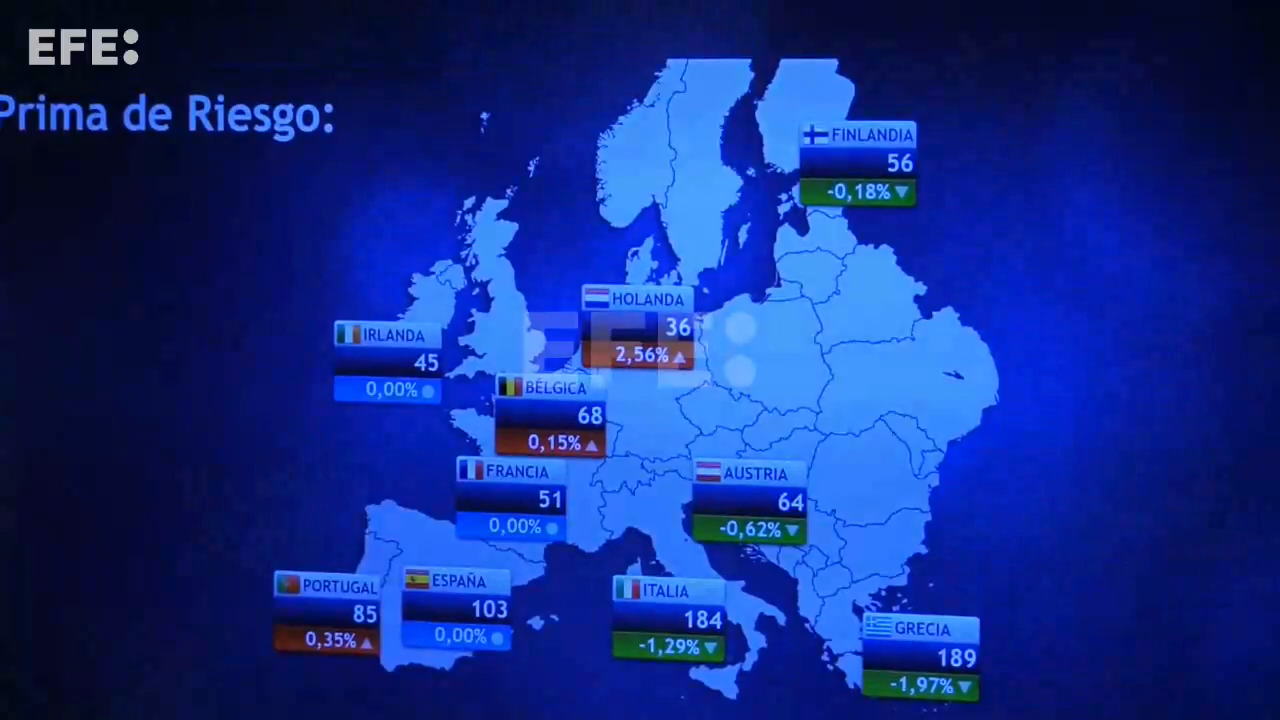 EFE:
Prima de Riesgo:
FINLANDIA
56
-0,18%
HOLANDA
36
2,56%
IRLANDA
45
0,00%
BÉLGICA
68
0,15%
FRANCIA
51
0,00%
AUSTRIA
64
-0,62%
PORTUGAL
85
0,35%
ESPAÑA
103
0,00%
ITALIA
184
-1,29%
GRECIA
189
-1,97%
EFE: